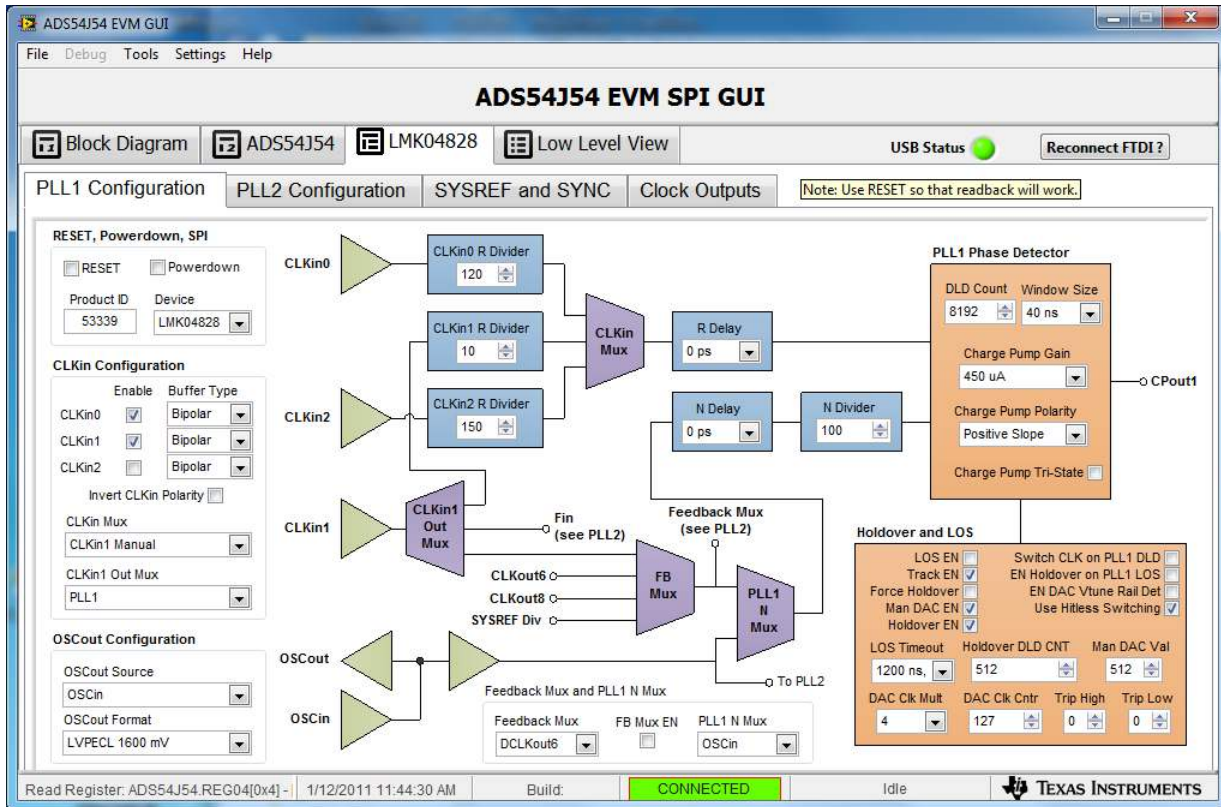 ADS54J54 EVM GUI
File Debug Tools Settings Help
ADS54J54 EVM SPI GUI
Block Diagram ADS54J54 LMK04828 Low Level View USB Status Reconnect FTDI ?
PLL1 Configuration PLL2 Configuration SYSREF and SYNC Clock Outputs Note: Use RESET so that readback will work.
RESET, Powerdown, SPI
RESET Powerdown
Product ID Device
53339 LMK04828
CLKin Configuration
Enable Buffer Type
CLKin0 Bipolar
CLKin1 Bipolar
CLKin2 Bipolar
Invert CLKin Polarity
CLKin Mux
CLKin1 Manual
CLKin1 Out Mux
PLL1
OSCout Configuration
OSCout Source
OSCin
OSCout Format
LVPECL 1600 mV
CLKin0
CLKin0 R Divider
120
CLKin1 R Divider
10
CLKin2
CLKin2 R Divider
150
CLKin
Mux
R Delay
0 ps
N Delay
0 ps
N Divider
100
CLKin1
CLKin1
Out
Mux
Fin
(see PLL2)
Feedback Mux
(see PLL2)
CLKout6
CLKout8
SYSREF Div
FB
Mux
PLL1
N
Mux
OSCout
OSCin
To PLL2
Feedback Mux and PLL1 N Mux
Feedback Mux FB Mux EN PLL1 N Mux
DCLKout6 OSCin
PLL1 Phase Detector
DLD Count Window Size
8192 40 ns
Charge Pump Gain
450 uA
Charge Pump Polarity
Positive Slope
Charge Pump Tri-State
CPout1
Holdover and LOS
LOS EN Switch CLK on PLL1 DLD
Track EN EN Holdover on PLL1 LOS
Force Holdover EN DAC Vtune Rail Det
Man DAC EN Use Hitless Switching
Holdover EN
LOS Timeout Holdover DLD CNT Man DAC Val
1200 ns, 512 512
DAC Clk Mult DAC Clk Cntr Trip High Trip Low
4 127 0 0
Read Register: ADS54J54.REG04[0x4] - 1/12/2011 11:44:30 AM Build: CONNECTED Idle TEXAS INSTRUMENTS